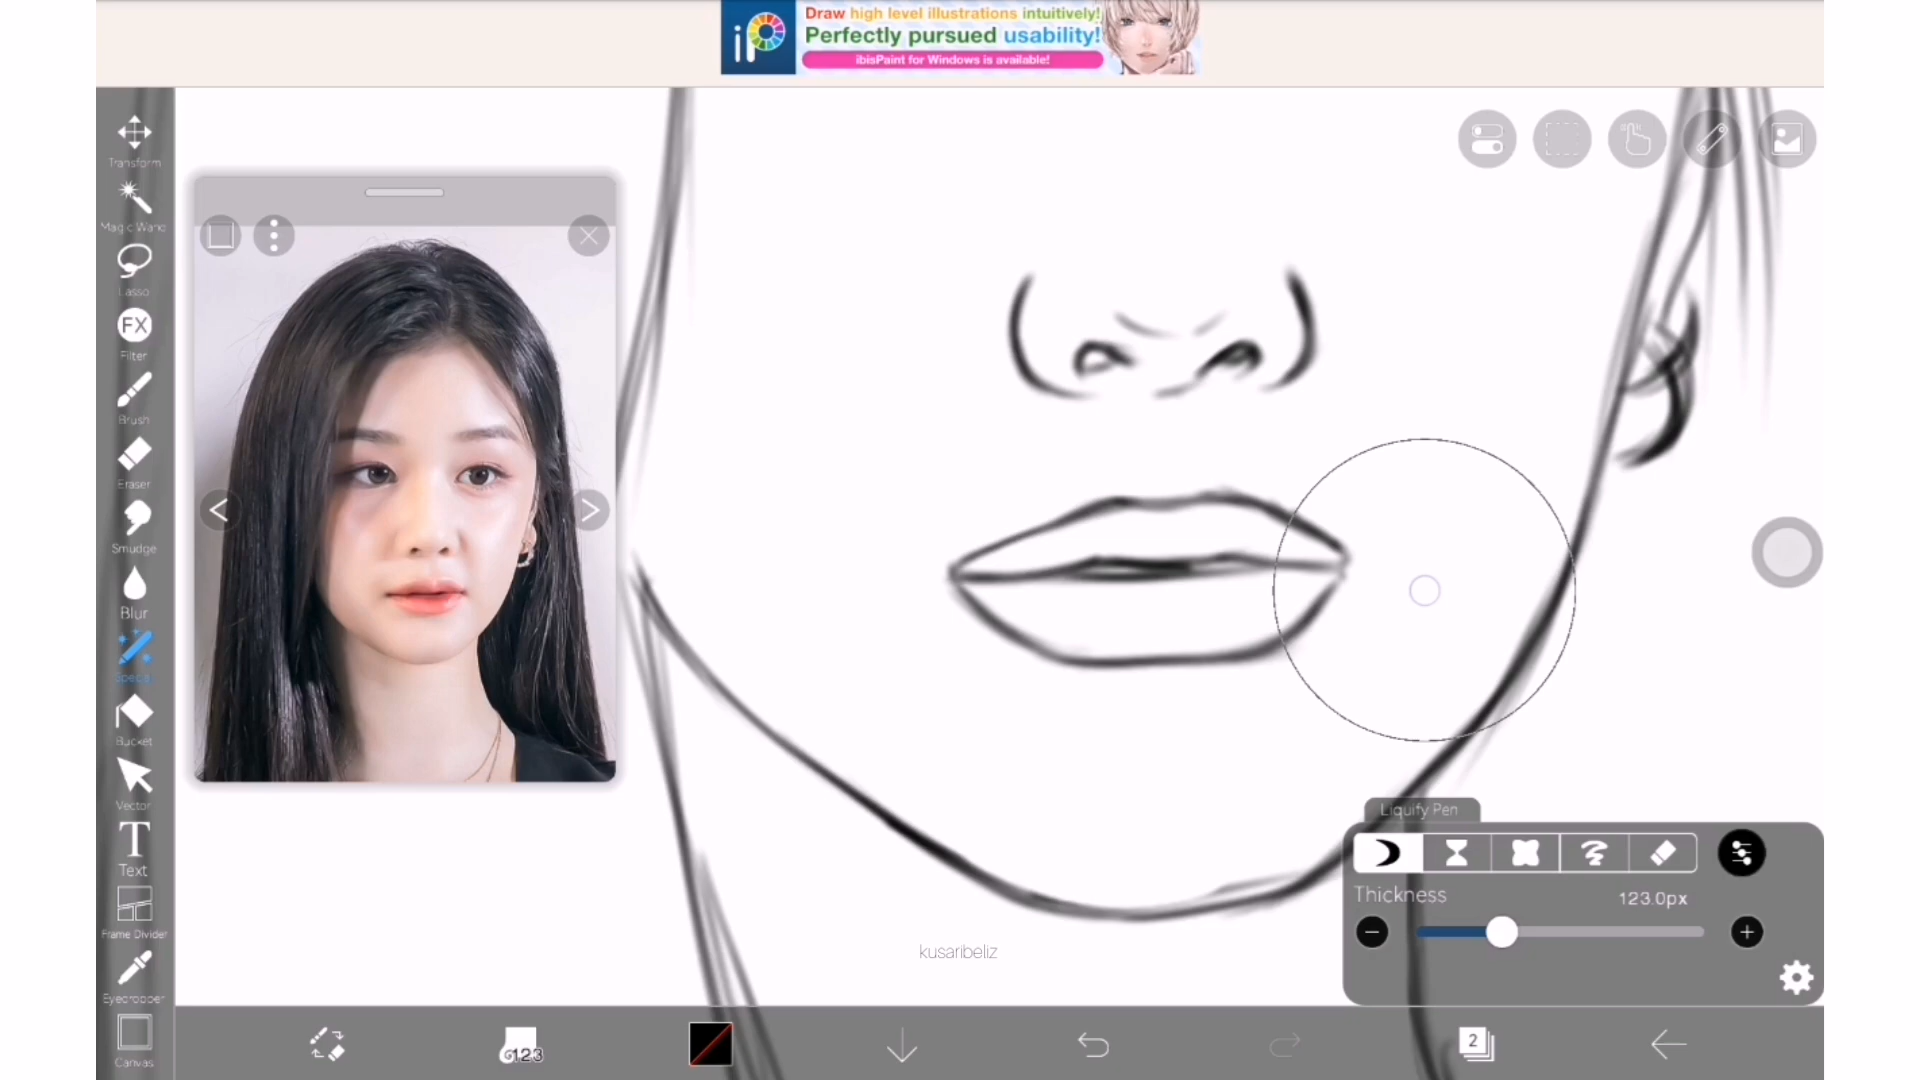 iP
Draw high level illustrations intuitively!
Perfectly pursued usability!
ibisPaint for Windows is available!
Transform
Magic Wand
Lasso
FX
Filter
Brush
Eraser
Smudge
Blur
Special
Bucket
Vector
T
Text
Frame Divider
Eyedropper
Canvas
Liquify Pen
Thickness
123.0px
kusaribeliz
123
2